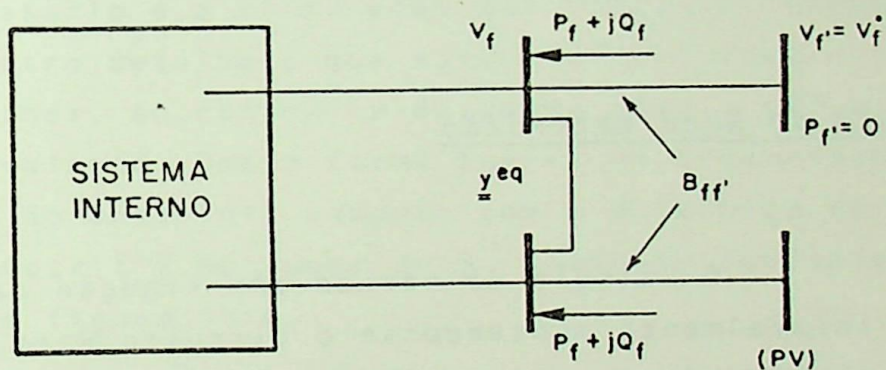 V_f
P_f + jQ_f
V_f' = V_f°
P_f' = 0
SISTEMA
INTERNO
y^eq
B_ff'
P_f + jQ_f
(PV)